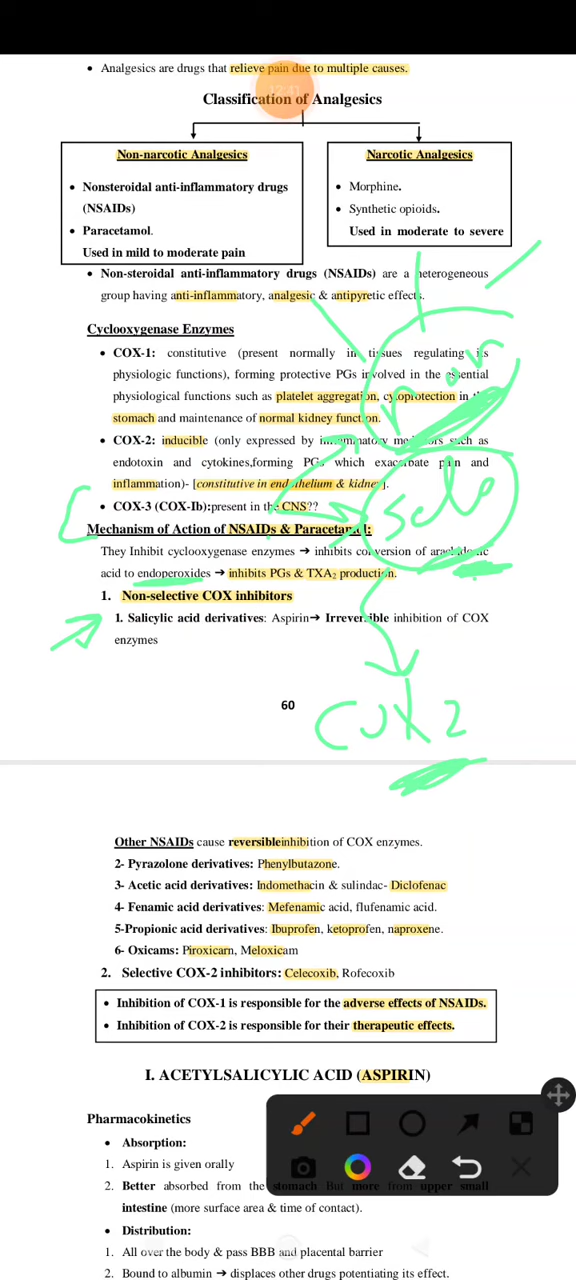 • Analgesics are drugs that relieve pain due to multiple causes.
12:41
Classification of Analgesics
Non-narcotic Analgesics
• Nonsteroidal anti-inflammatory drugs
(NSAIDs)
• Paracetamol.
Used in mild to moderate pain
Narcotic Analgesics
• Morphine.
• Synthetic opioids.
Used in moderate to severe
• Non-steroidal anti-inflammatory drugs (NSAIDs) are a heterogeneous
group having anti-inflammatory, analgesic & antipyretic effects.
Cyclooxygenase Enzymes
• COX-1: constitutive (present normally in tissues regulating its
physiologic functions), forming protective PGs involved in the essential
physiological functions such as platelet aggregation, cytoprotection in the
stomach and maintenance of normal kidney function.
• COX-2: inducible (only expressed by inflammatory mediators such as
endotoxin and cytokines,forming PGs which exacerbate pain and
inflammation)- [constitutive in endothelium & kidney].
• COX-3 (COX-Ib):present in the CNS??
non
Sele
Mechanism of Action of NSAIDs & Paracetamol:
They Inhibit cyclooxygenase enzymes ➔ inhibits conversion of arachidonic
acid to endoperoxides ➔ inhibits PGs & TXA₂ production.
1. Non-selective COX inhibitors
1. Salicylic acid derivatives: Aspirin➔ Irreversible inhibition of COX
enzymes
60
COX 2
Other NSAIDs cause reversibleinhibition of COX enzymes.
2- Pyrazolone derivatives: Phenylbutazone.
3- Acetic acid derivatives: Indomethacin & sulindac- Diclofenac
4- Fenamic acid derivatives: Mefenamic acid, flufenamic acid.
5-Propionic acid derivatives: Ibuprofen, ketoprofen, naproxene.
6- Oxicams: Piroxicarn, Meloxicam
2. Selective COX-2 inhibitors: Celecoxib, Rofecoxib
• Inhibition of COX-1 is responsible for the adverse effects of NSAIDs.
• Inhibition of COX-2 is responsible for their therapeutic effects.
I. ACETYLSALICYLIC ACID (ASPIRIN)
Pharmacokinetics
• Absorption:
1. Aspirin is given orally
2. Better absorbed from the stomach But more from upper small
intestine (more surface area & time of contact).
• Distribution:
1. All over the body & pass BBB and placental barrier
2. Bound to albumin ➔ displaces other drugs potentiating its effect.